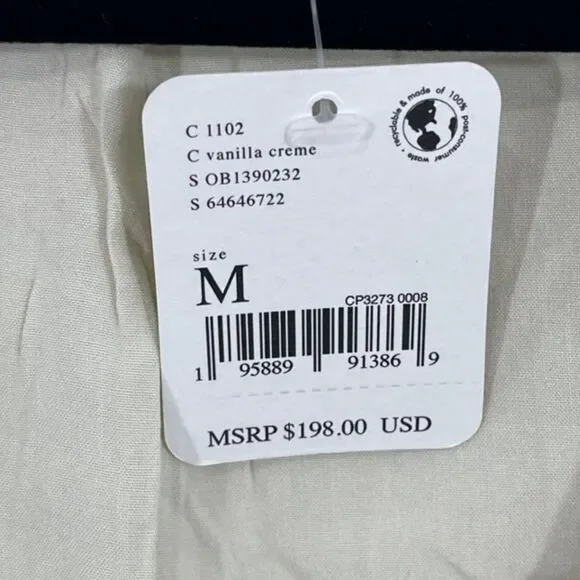 C 1102
C vanilla creme
S OB1390232
S 64646722
recyclable & made of 100% post-consumer waste •
size
M
CP3273 0008
1 95889 91386 9
MSRP $198.00 USD